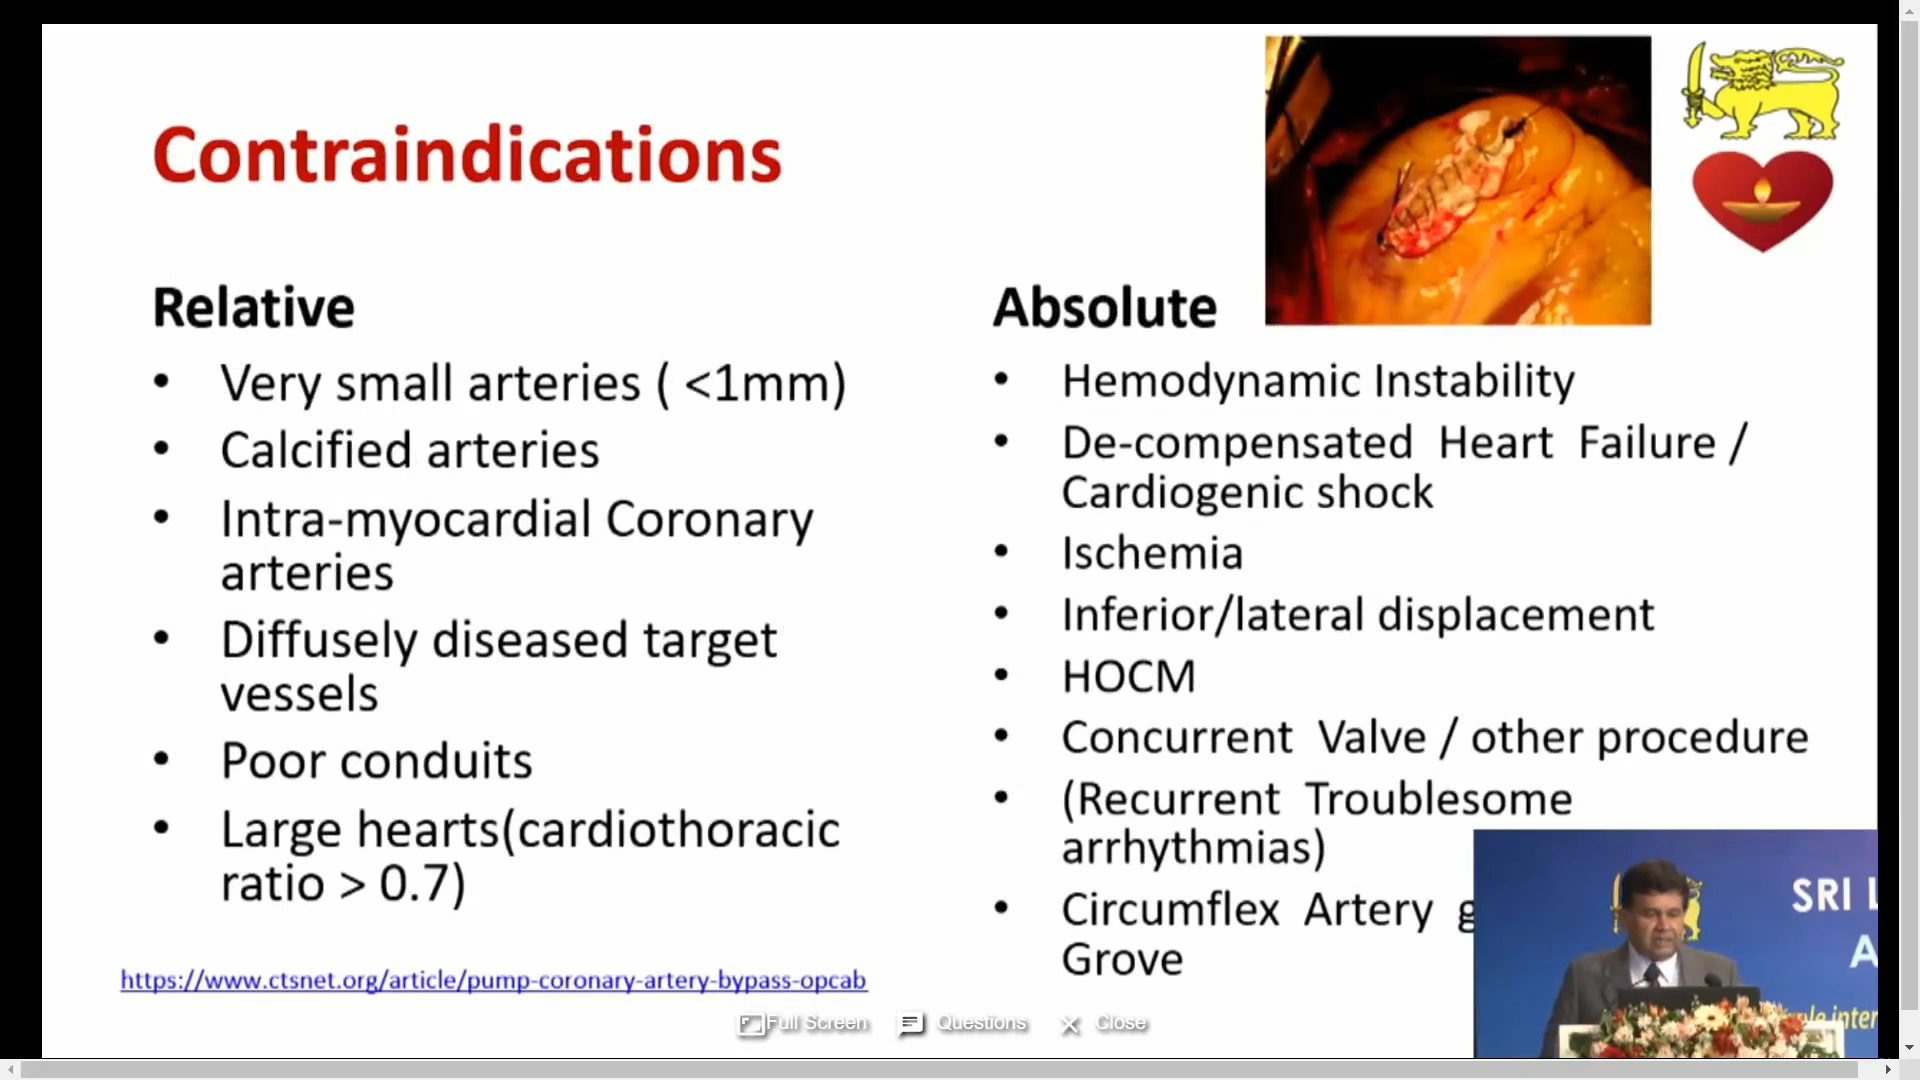 Contraindications
Relative
• Very small arteries ( <1mm)
• Calcified arteries
• Intra-myocardial Coronary
arteries
• Diffusely diseased target
vessels
• Poor conduits
• Large hearts(cardiothoracic
ratio > 0.7)
https://www.ctsnet.org/article/pump-coronary-artery-bypass-opcab
Absolute
• Hemodynamic Instability
• De-compensated Heart Failure /
Cardiogenic shock
• Ischemia
• Inferior/lateral displacement
• HOCM
• Concurrent Valve / other procedure
• (Recurrent Troublesome
arrhythmias)
• Circumflex Artery
Grove
SRI L
A
Full Screen Questions Close